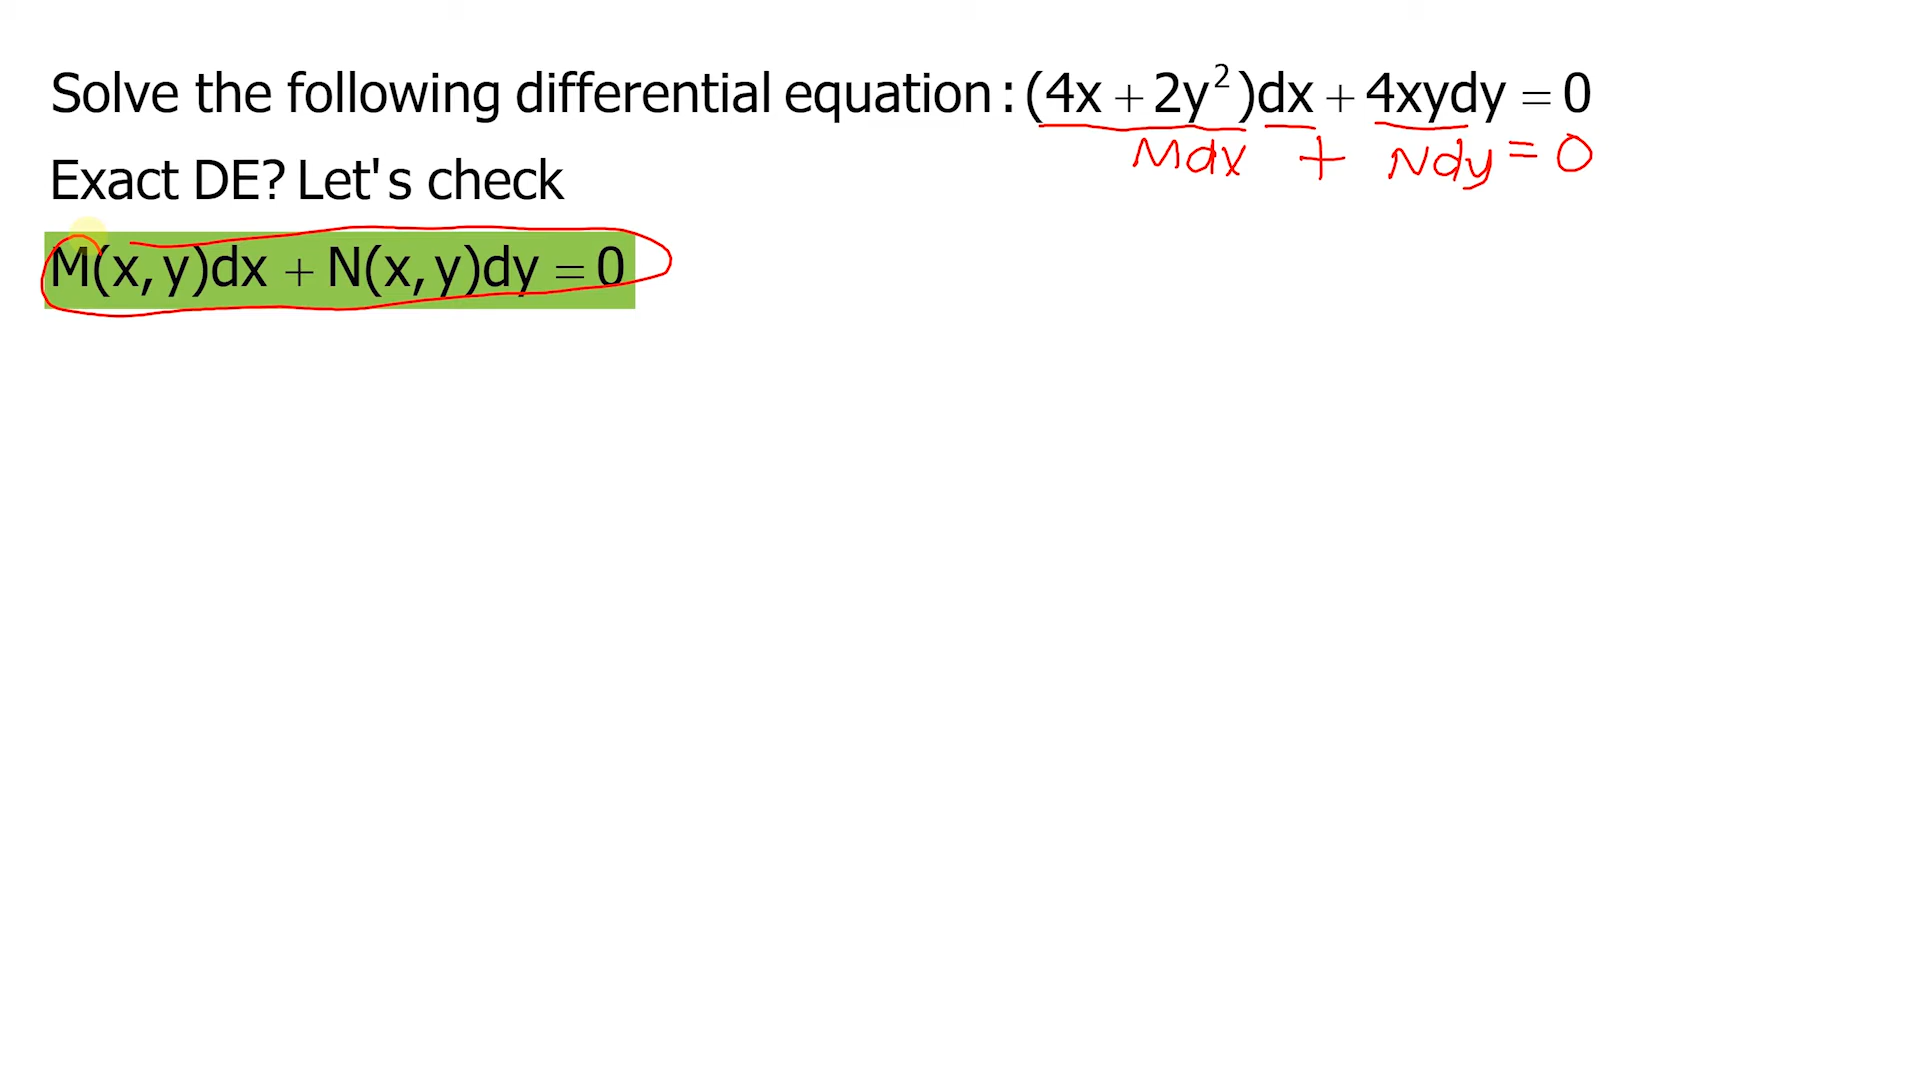 Solve the following differential equation : (4x + 2y²)dx + 4xydy = 0
Mdx + Ndy = 0
Exact DE? Let's check
M(x,y)dx + N(x,y)dy = 0